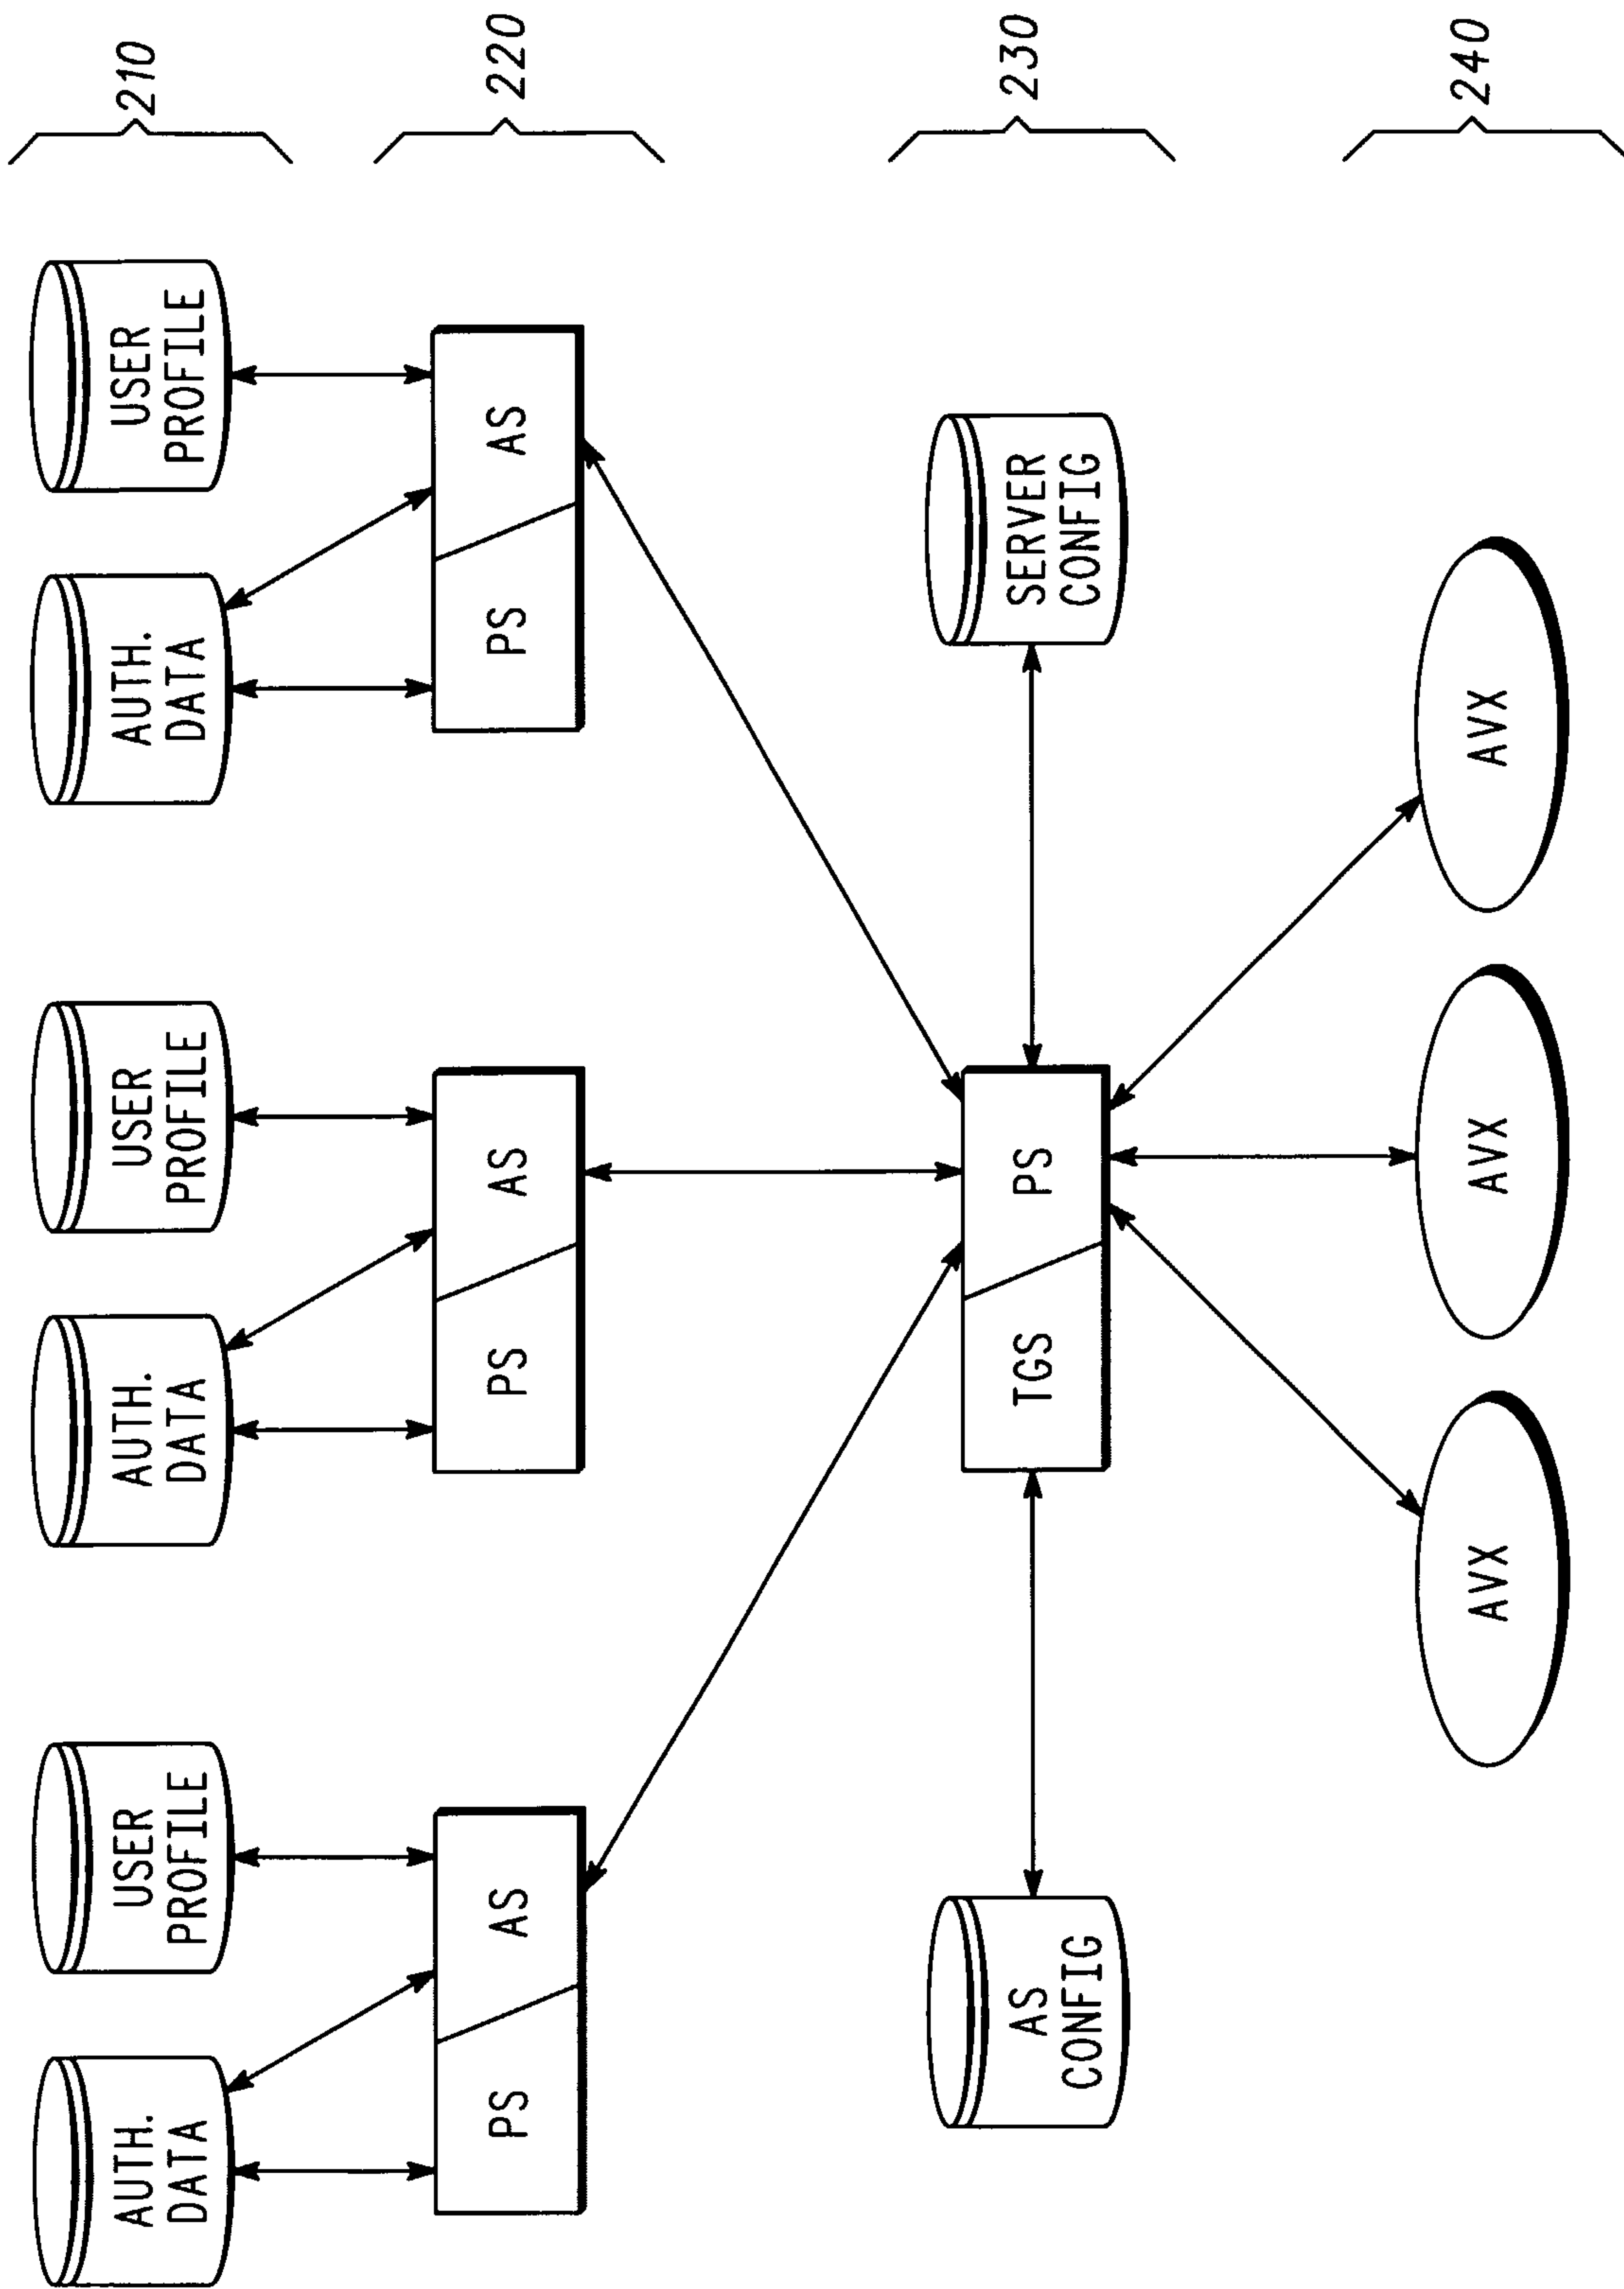 AUTH.
DATA
USER
PROFILE
AUTH.
DATA
USER
PROFILE
AUTH.
DATA
USER
PROFILE
210
PS
AS
PS
AS
PS
AS
220
AS
CONFIG
TGS
PS
SERVER
CONFIG
230
AVX
AVX
AVX
240